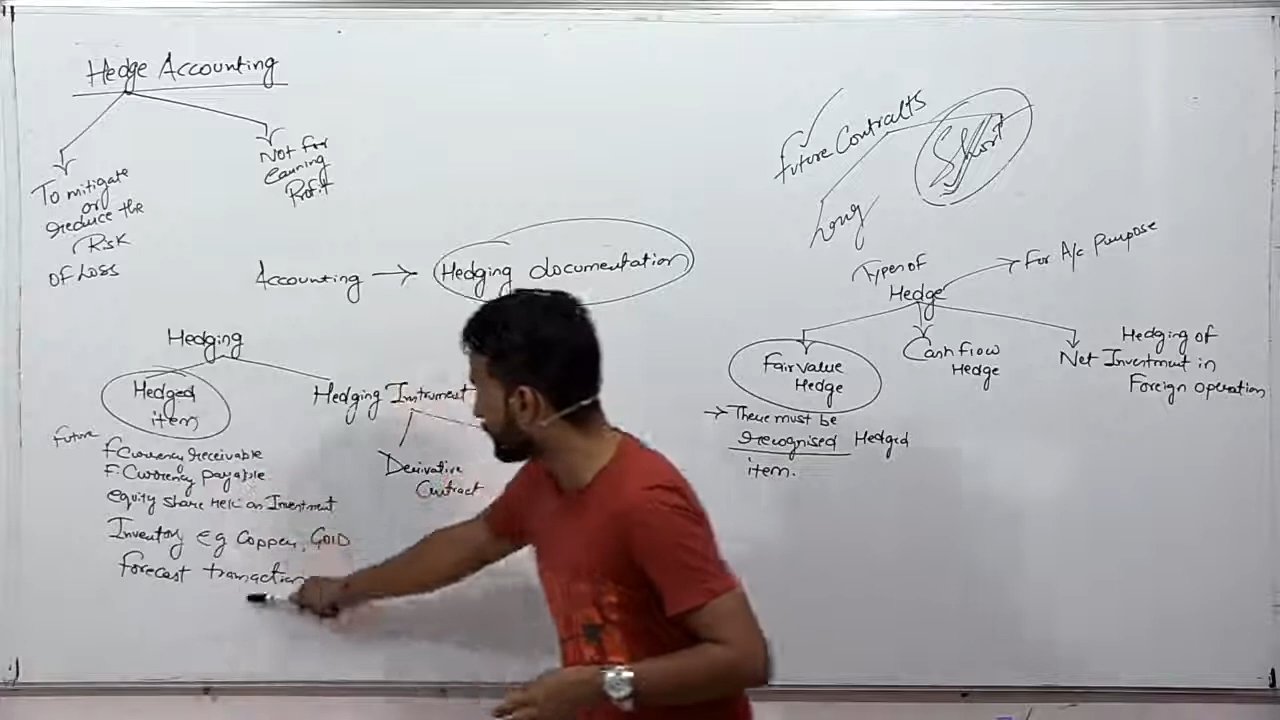 Hedge Accounting
To mitigate
or
reduce the
Risk
of Loss
Not for
earning
Profit
Accounting → Hedging documentation
Hedging
Hedged
item
Hedging Instrument
future
f Currency receivable
F. Currency payable
equity share Held as Investment
Inventory eg Copper, GOLD
forecast transaction
Derivative
Contract
future Contracts
Short
Long
Types of
Hedge
For A/c Purpose
Fair value
Hedge
Cash flow
Hedge
Hedging of
Net Investment in
Foreign operation
→ There must be
recognised Hedged
item.